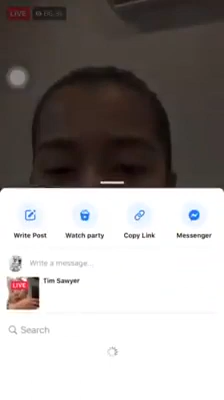 LIVE
Write Post
Watch party
Copy Link
Messenger
Write a message...
LIVE
Tim Sawyer
Search